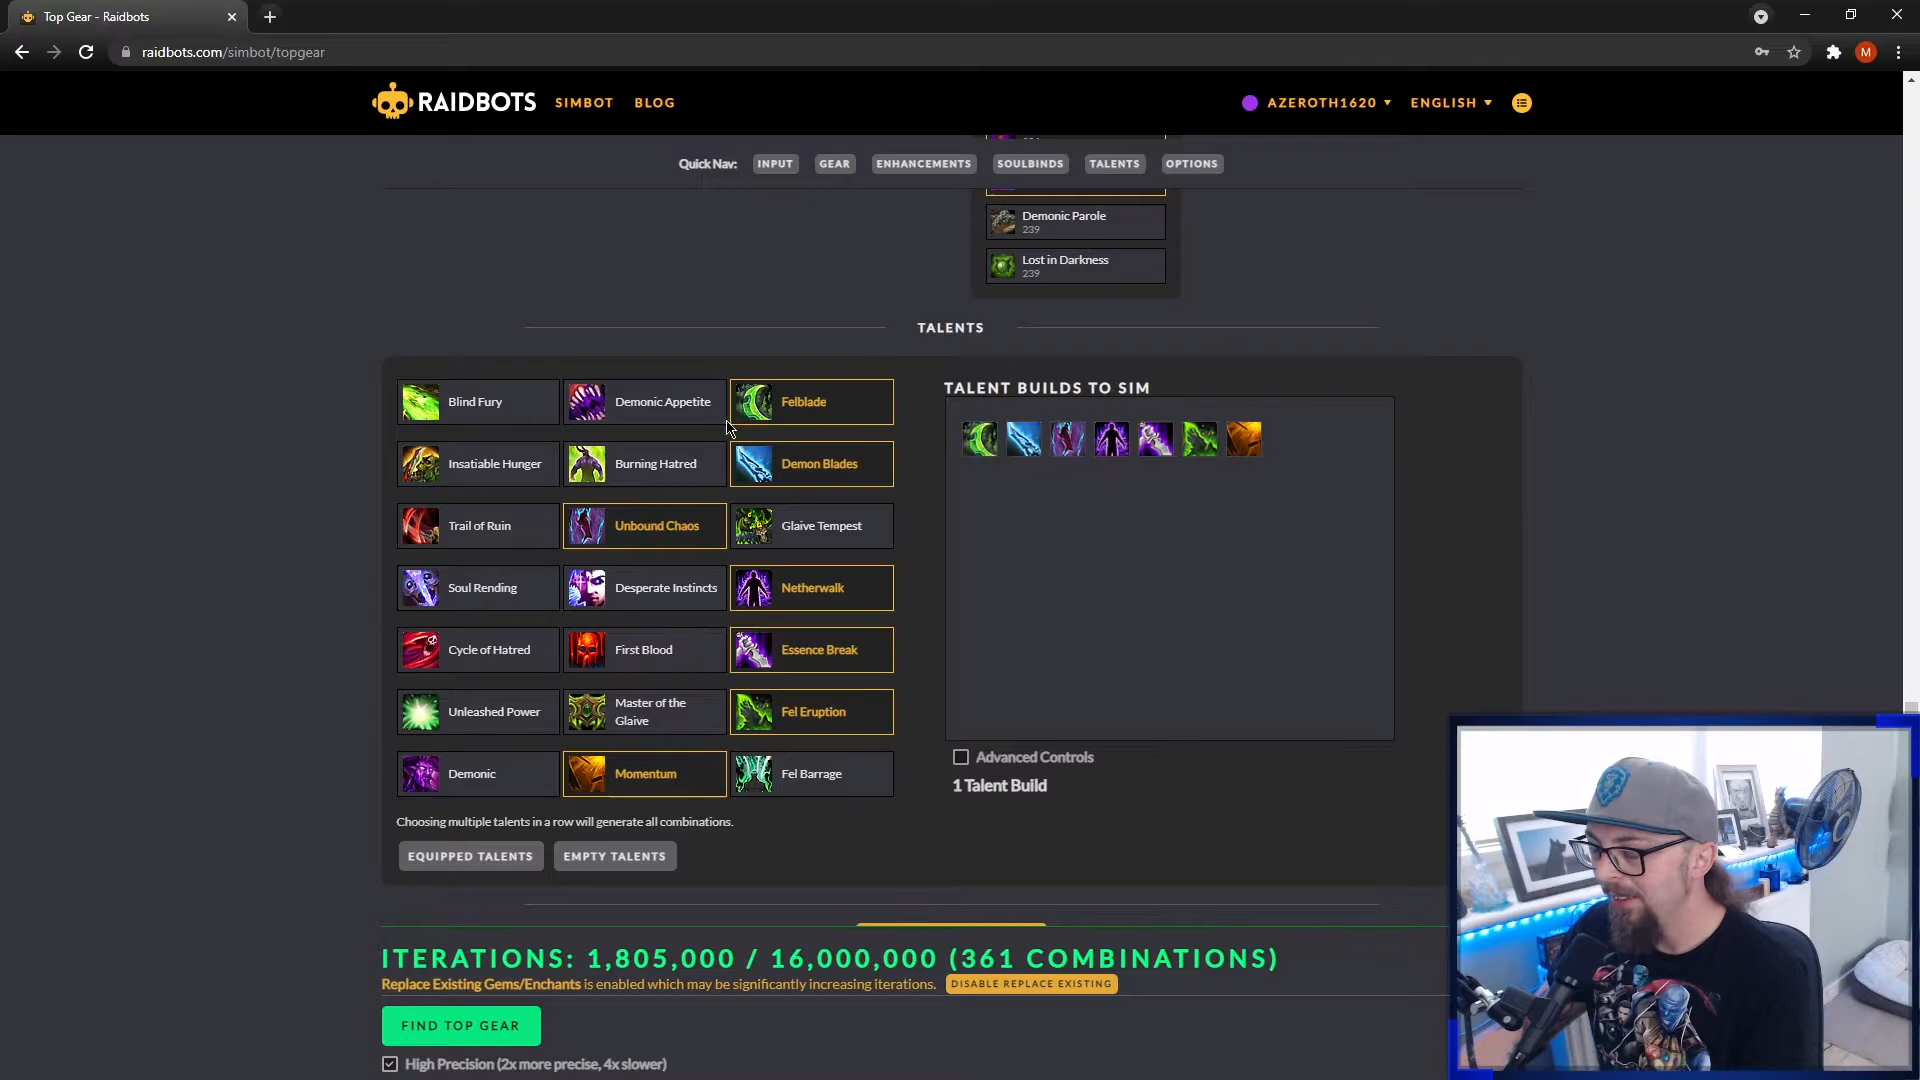 Top Gear - Raidbots
raidbots.com/simbot/topgear
M
RAIDBOTS
SIMBOT
BLOG
AZEROTH1620
ENGLISH
Quick Nav:
INPUT
GEAR
ENHANCEMENTS
SOULBINDS
TALENTS
OPTIONS
Demonic Parole
239
Lost in Darkness
239
TALENTS
Blind Fury
Demonic Appetite
Felblade
Insatiable Hunger
Burning Hatred
Demon Blades
Trail of Ruin
Unbound Chaos
Glaive Tempest
Soul Rending
Desperate Instincts
Netherwalk
Cycle of Hatred
First Blood
Essence Break
Unleashed Power
Master of the
Glaive
Fel Eruption
Demonic
Momentum
Fel Barrage
Choosing multiple talents in a row will generate all combinations.
EQUIPPED TALENTS
EMPTY TALENTS
TALENT BUILDS TO SIM
Advanced Controls
1 Talent Build
ITERATIONS: 1,805,000 / 16,000,000 (361 COMBINATIONS)
Replace Existing Gems/Enchants is enabled which may be significantly increasing iterations.
DISABLE REPLACE EXISTING
FIND TOP GEAR
High Precision (2x more precise, 4x slower)